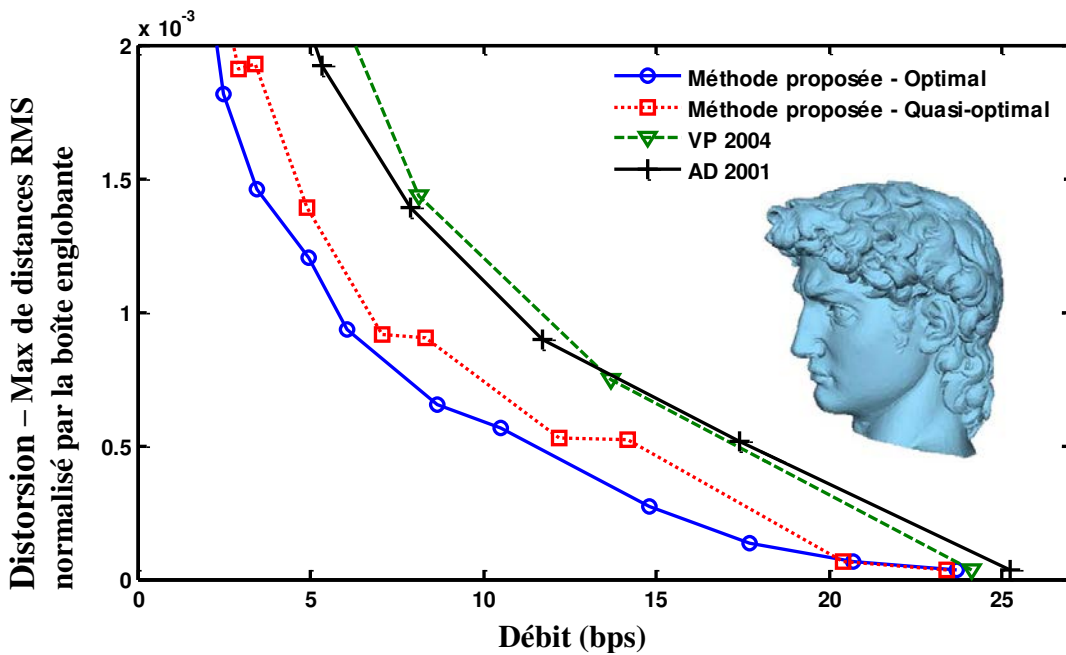 x 10⁻³
2
1.5
1
0.5
0
0 5 10 15 20 25
Distorsion – Max de distances RMS
normalisé par la boîte englobante
Débit (bps)
Méthode proposée - Optimal
Méthode proposée - Quasi-optimal
VP 2004
AD 2001